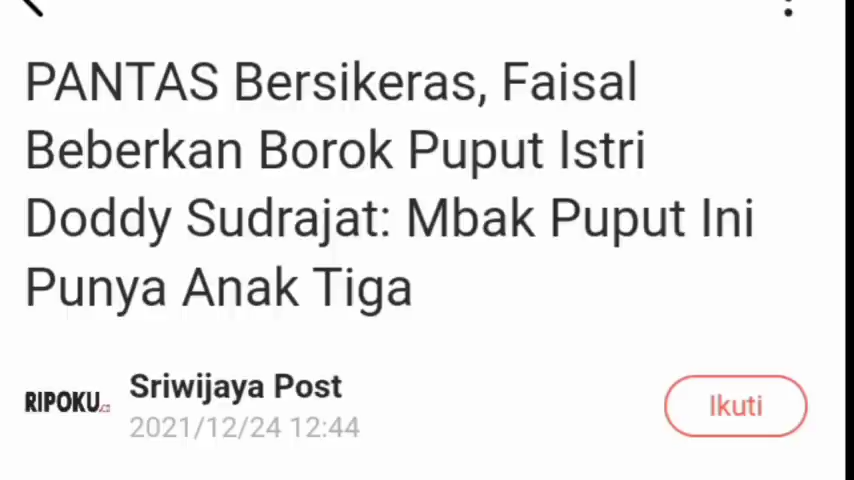 PANTAS Bersikeras, Faisal
Beberkan Borok Puput Istri
Doddy Sudrajat: Mbak Puput Ini
Punya Anak Tiga
RIPOKU
Sriwijaya Post
2021/12/24 12:44
Ikuti